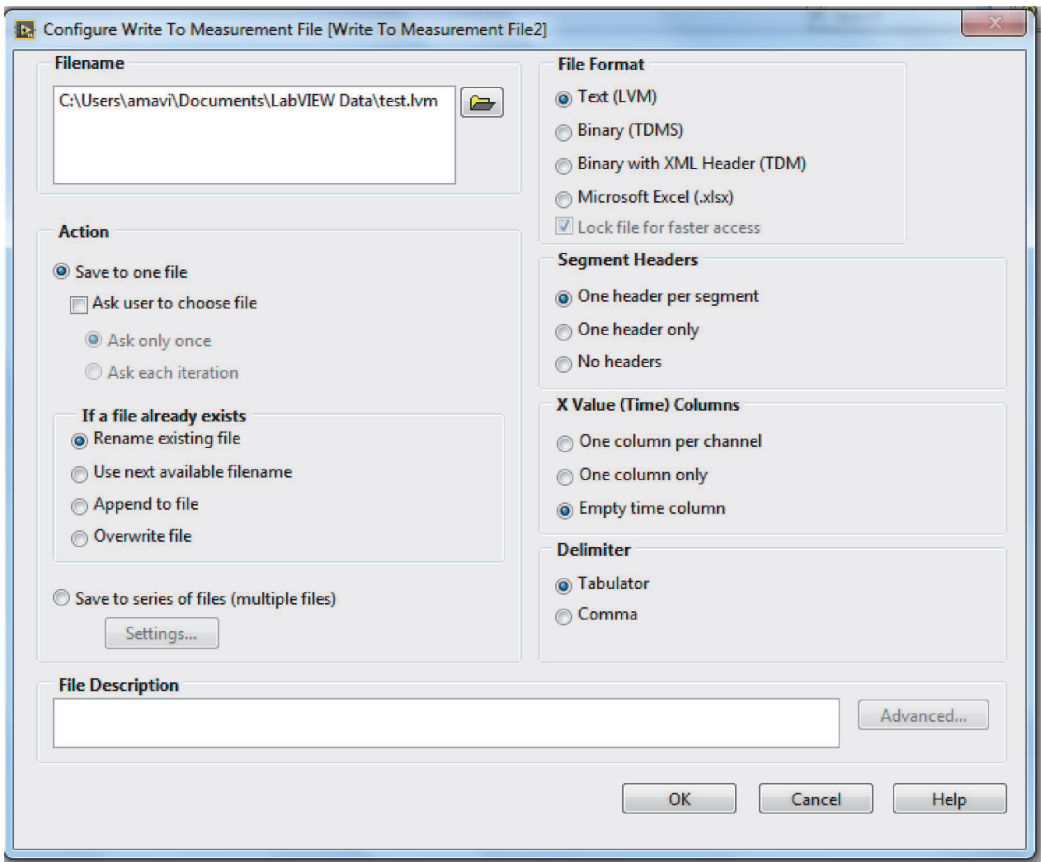 Configure Write To Measurement File [Write To Measurement File2]
Filename
C:\Users\amavi\Documents\LabVIEW Data\test.lvm
Action
Save to one file
Ask user to choose file
Ask only once
Ask each iteration
If a file already exists
Rename existing file
Use next available filename
Append to file
Overwrite file
Save to series of files (multiple files)
Settings...
File Format
Text (LVM)
Binary (TDMS)
Binary with XML Header (TDM)
Microsoft Excel (.xlsx)
Lock file for faster access
Segment Headers
One header per segment
One header only
No headers
X Value (Time) Columns
One column per channel
One column only
Empty time column
Delimiter
Tabulator
Comma
File Description
Advanced...
OK
Cancel
Help